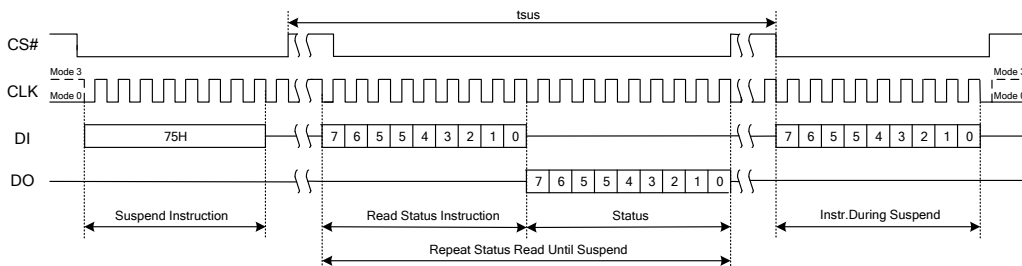 tsus
CS#
Mode 3
Mode 3
CLK
Mode 0
Mode 0
DI
75H
7 6 5 5 4 3 2 1 0
7 6 5 5 4 3 2 1 0
DO
7 6 5 5 4 3 2 1 0
Suspend Instruction
Read Status Instruction
Status
Instr.During Suspend
Repeat Status Read Until Suspend